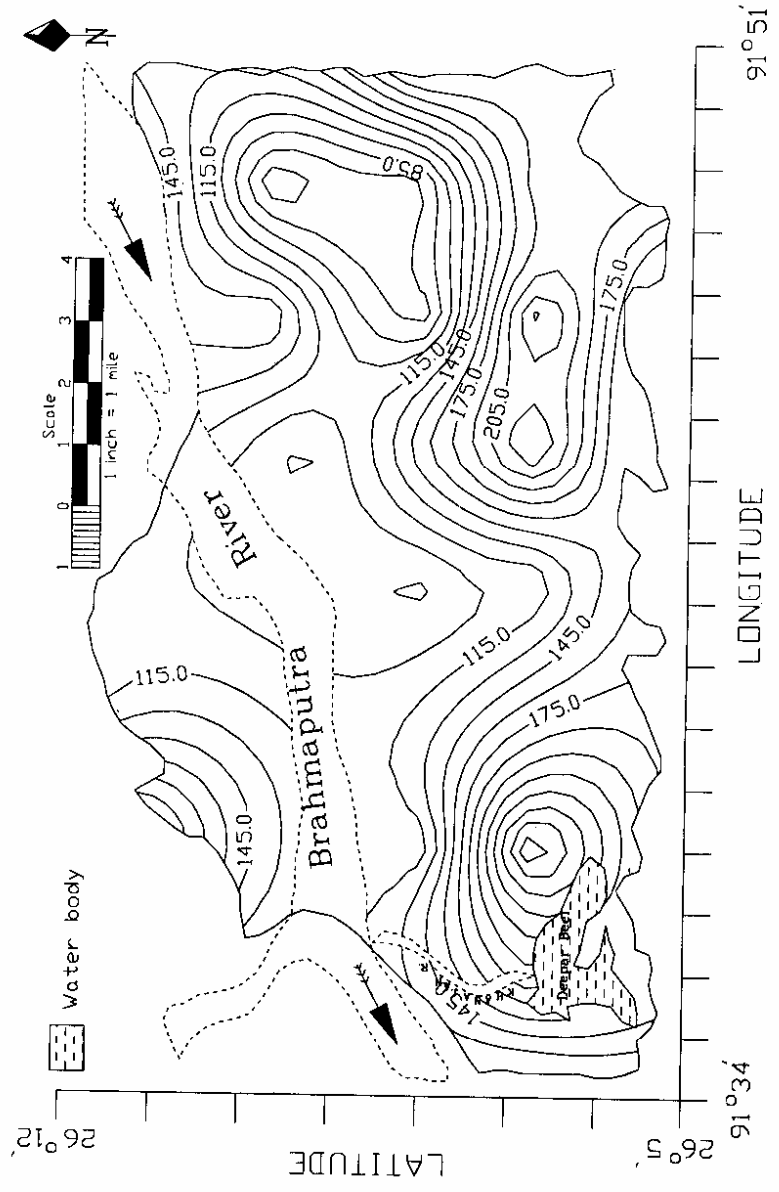 N
Scale
1 0 1 2 3 4
1 inch = 1 mile
Water body
145.0
115.0
85.0
115.0
145.0
175.0
205.0
175.0
115.0
145.0
175.0
115.0
145.0
145.0
River
Brahmaputra
Deepar Beel
26°12′
LATITUDE
26°5′
91°34′
LONGITUDE
91°51′